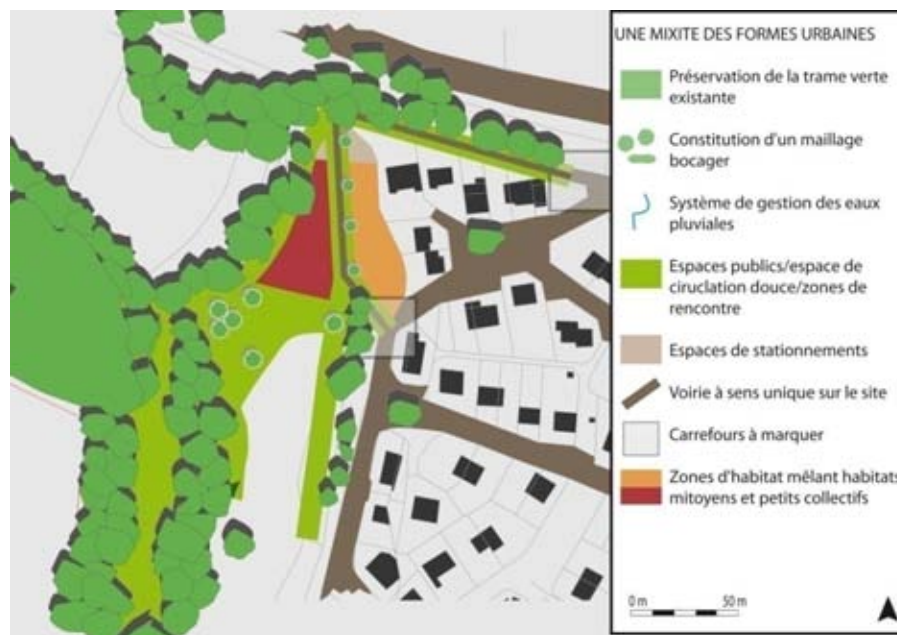 UNE MIXITE DES FORMES URBAINES
Préservation de la trame verte
existante
Constitution d'un maillage
bocager
Système de gestion des eaux
pluviales
Espaces publics/espace de
ciruclation douce/zones de
rencontre
Espaces de stationnements
Voirie à sens unique sur le site
Carrefours à marquer
Zones d'habitat mêlant habitats
mitoyens et petits collectifs
0 m 50 m